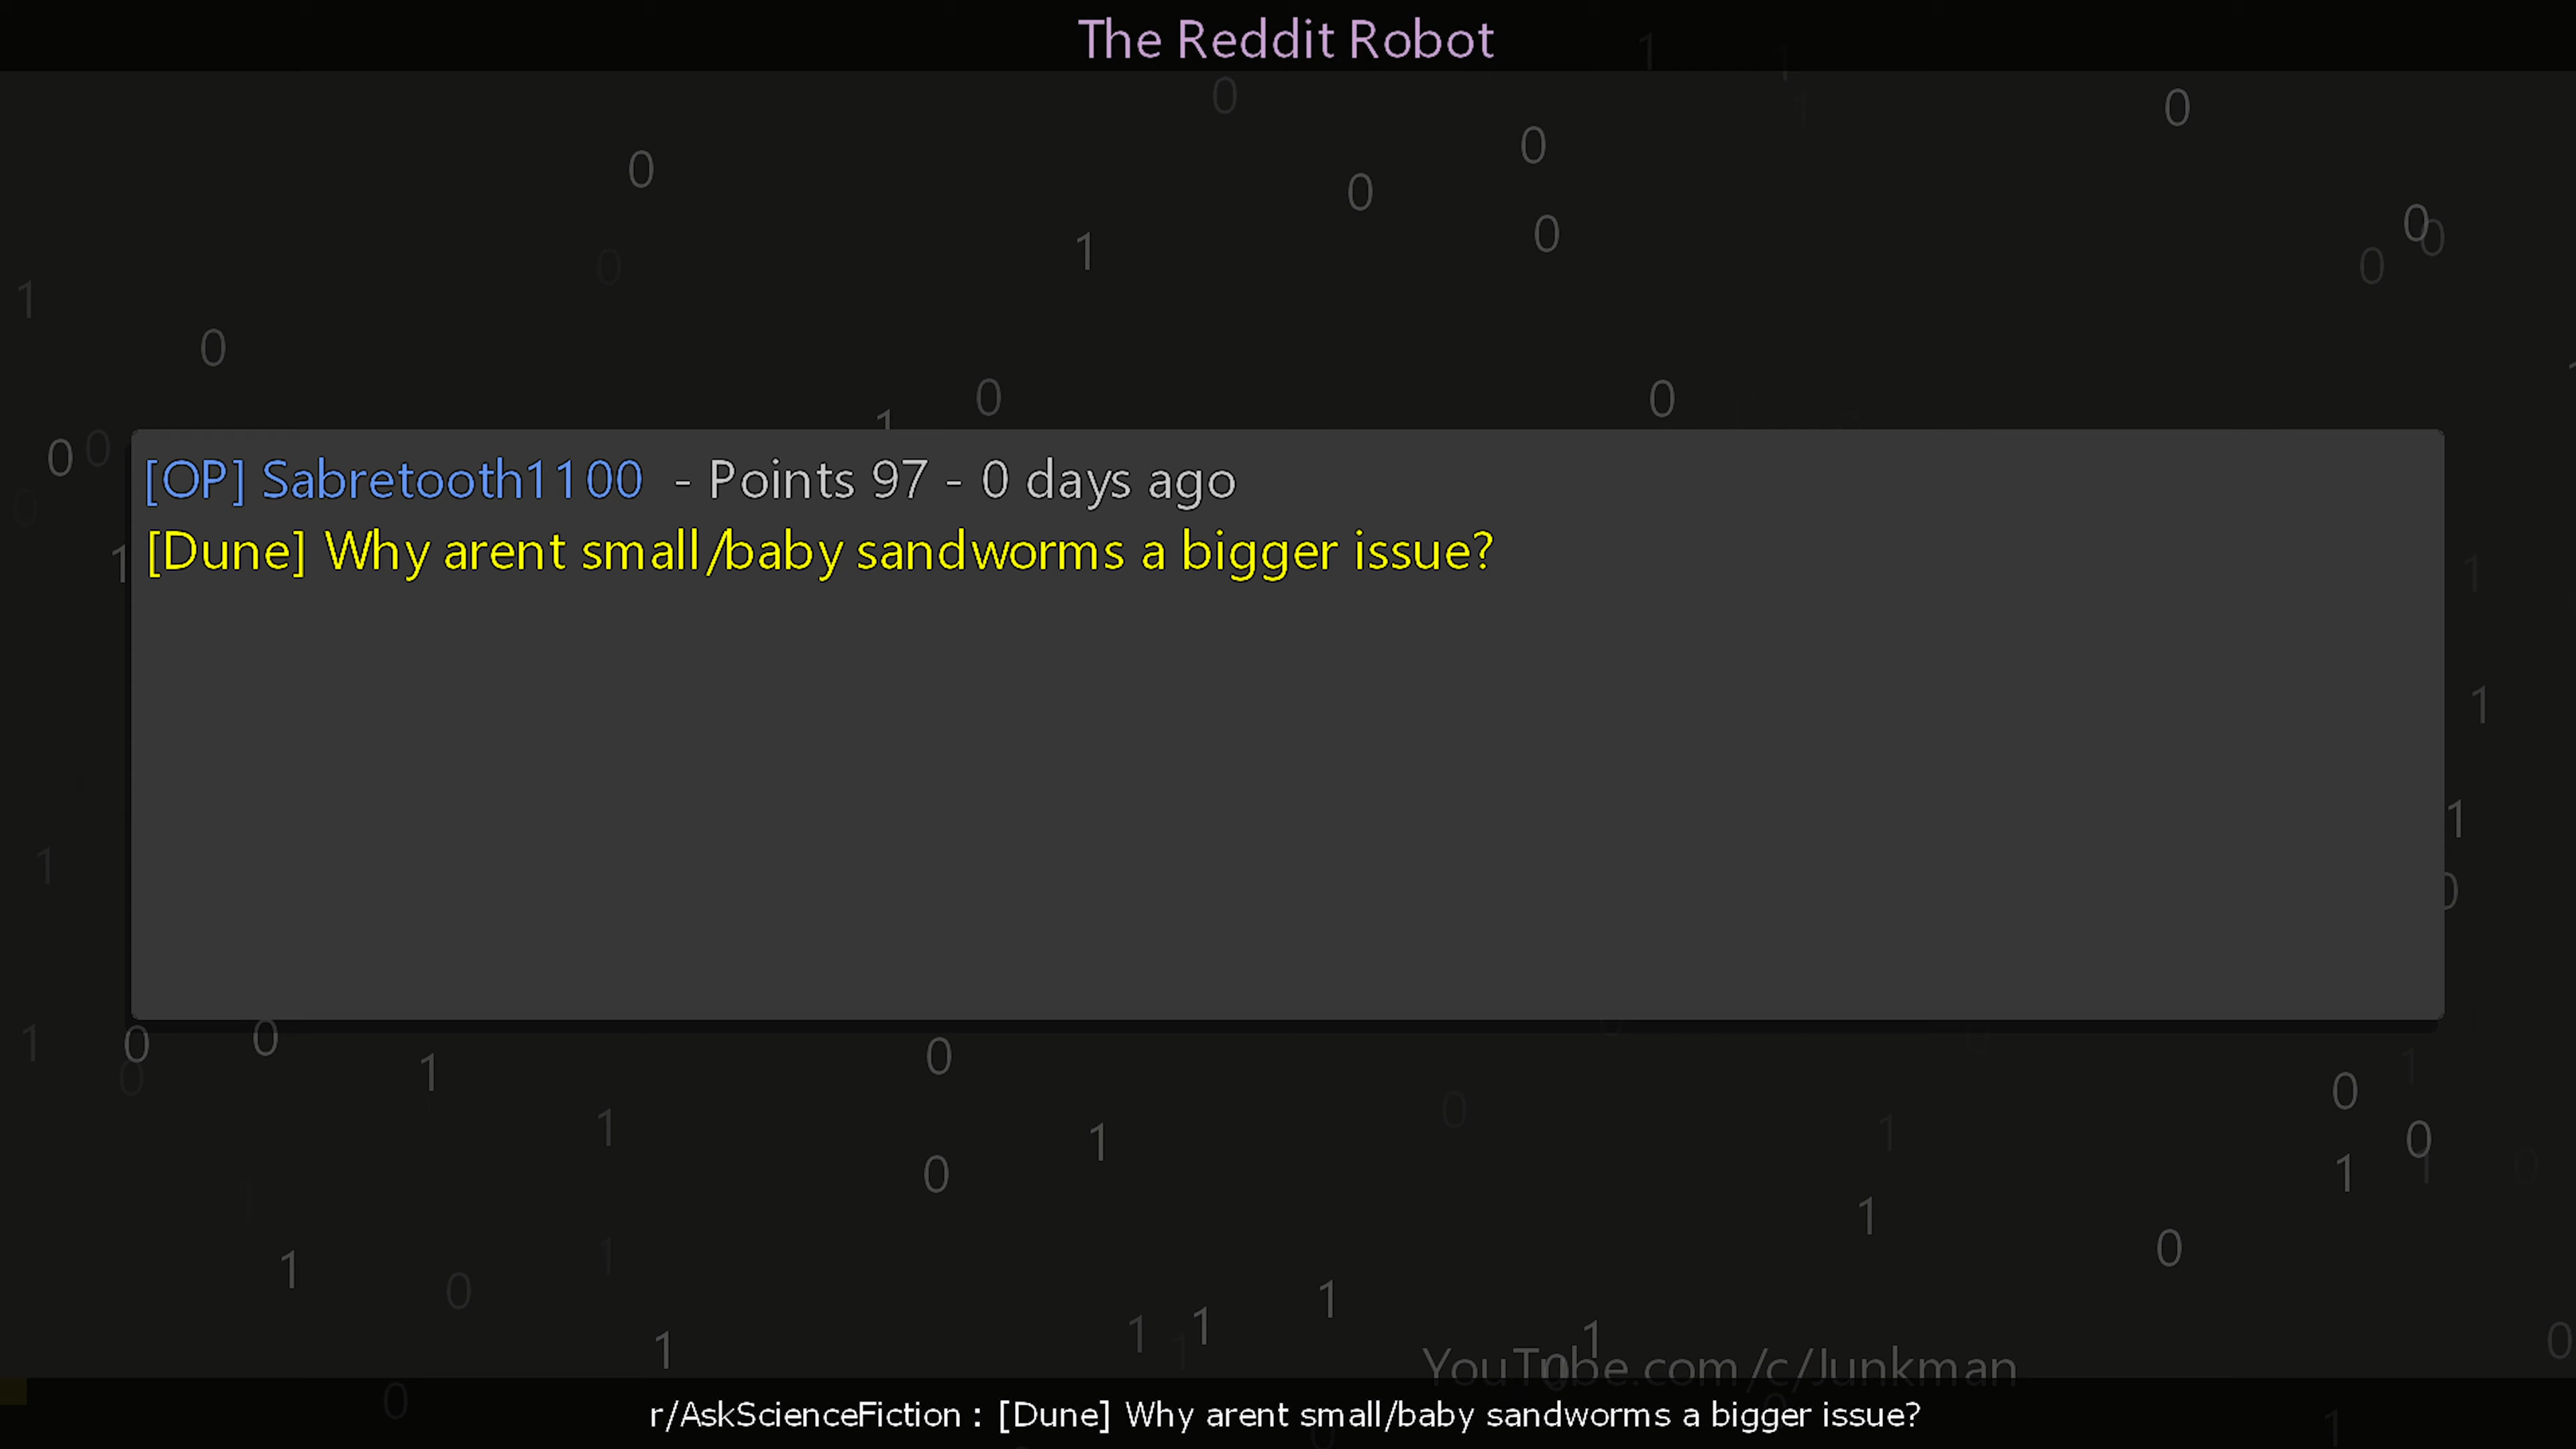 The Reddit Robot
[OP] Sabretooth1100 - Points 97 - 0 days ago
[Dune] Why arent small/baby sandworms a bigger issue?
YouTube.com/c/Junkman
r/AskScienceFiction : [Dune] Why arent small/baby sandworms a bigger issue?